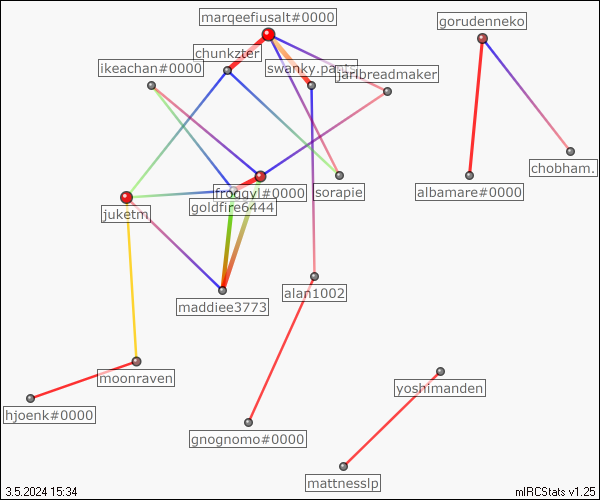 marqeefiusalt#0000
gorudenneko
chunkzter
ikeachan#0000
swanky.pants
jarlbreadmaker
chobham.
froggyl#0000
sorapie
albamare#0000
goldfire6444
juketm
alan1002
maddiee3773
moonraven
yoshimanden
hjoenk#0000
gnognomo#0000
mattnesslp
3.5.2024 15:34
mIRCStats v1.25